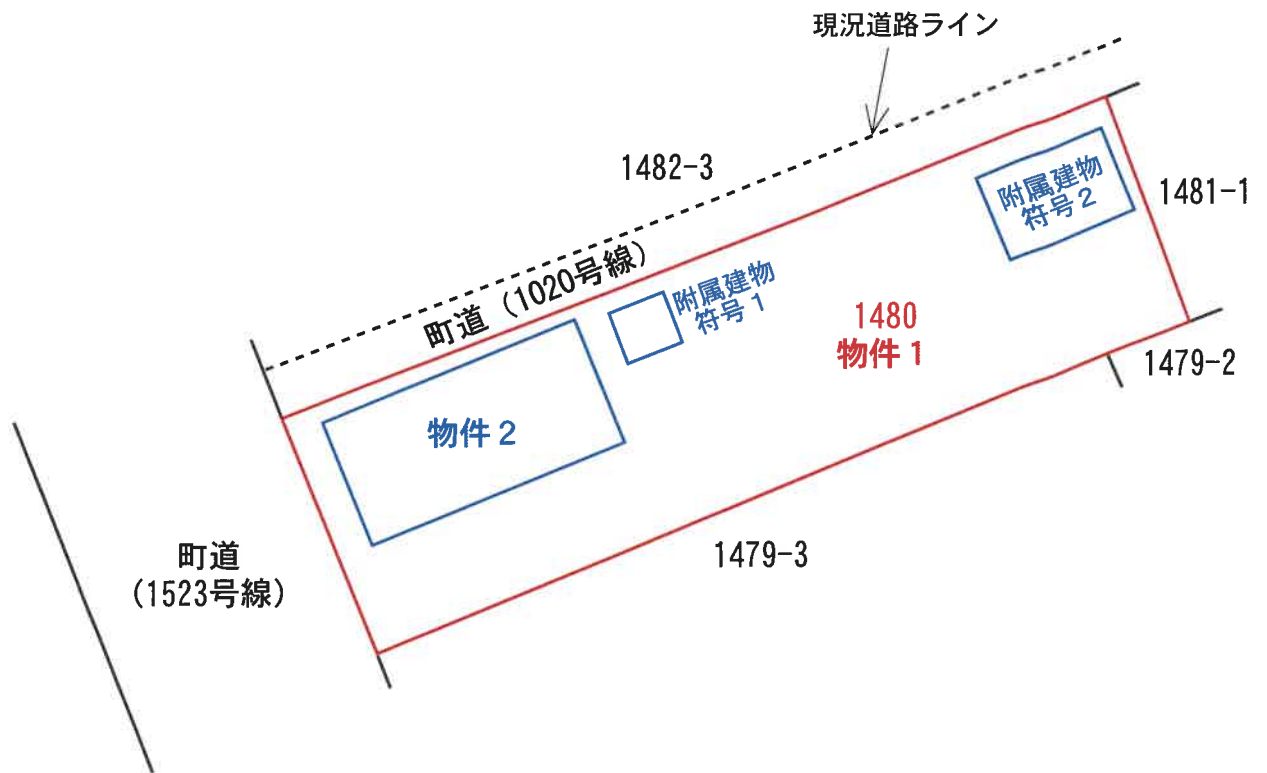 現況道路ライン
1482-3
1481-1
附属建物
符号2
町道（1020号線）
附属建物
符号1
1480
物件1
1479-2
物件2
1479-3
町道
(1523号線)